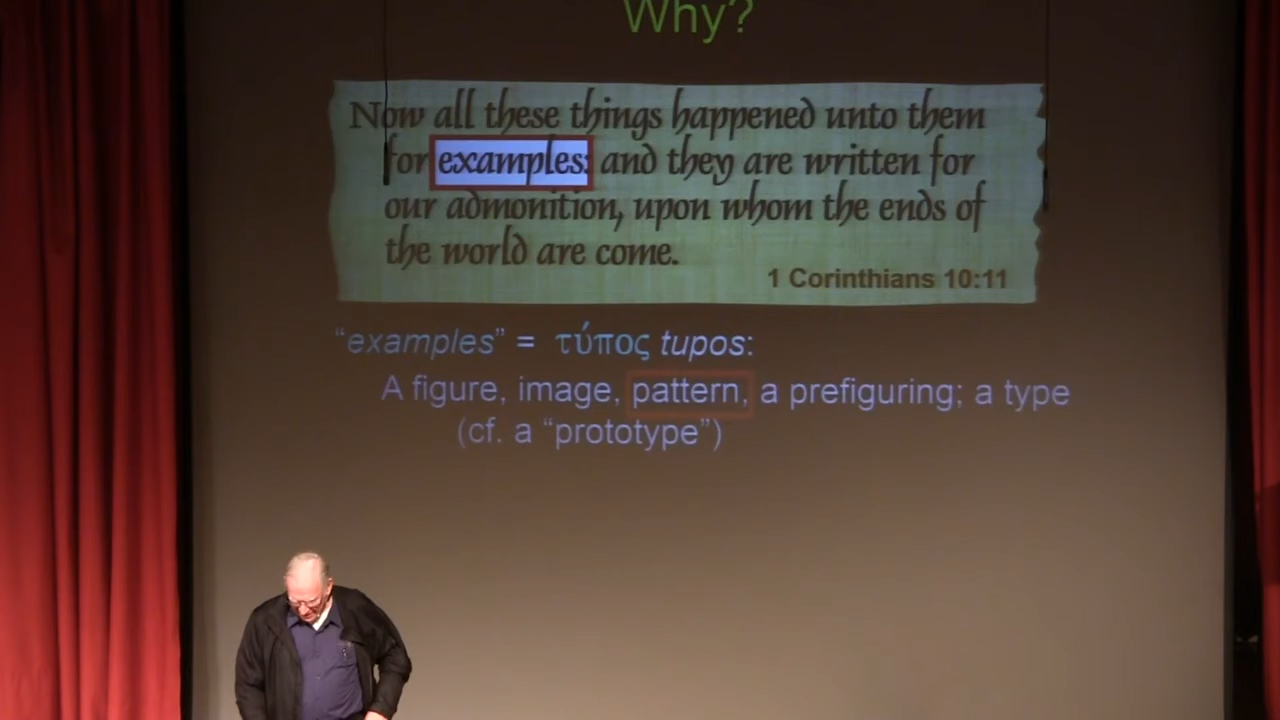 Why?
Now all these things happened unto them
for examples: and they are written for
our admonition, upon whom the ends of
the world are come.
1 Corinthians 10:11
“examples” = τύπος tupos:
A figure, image, pattern, a prefiguring; a type
(cf. a “prototype”)